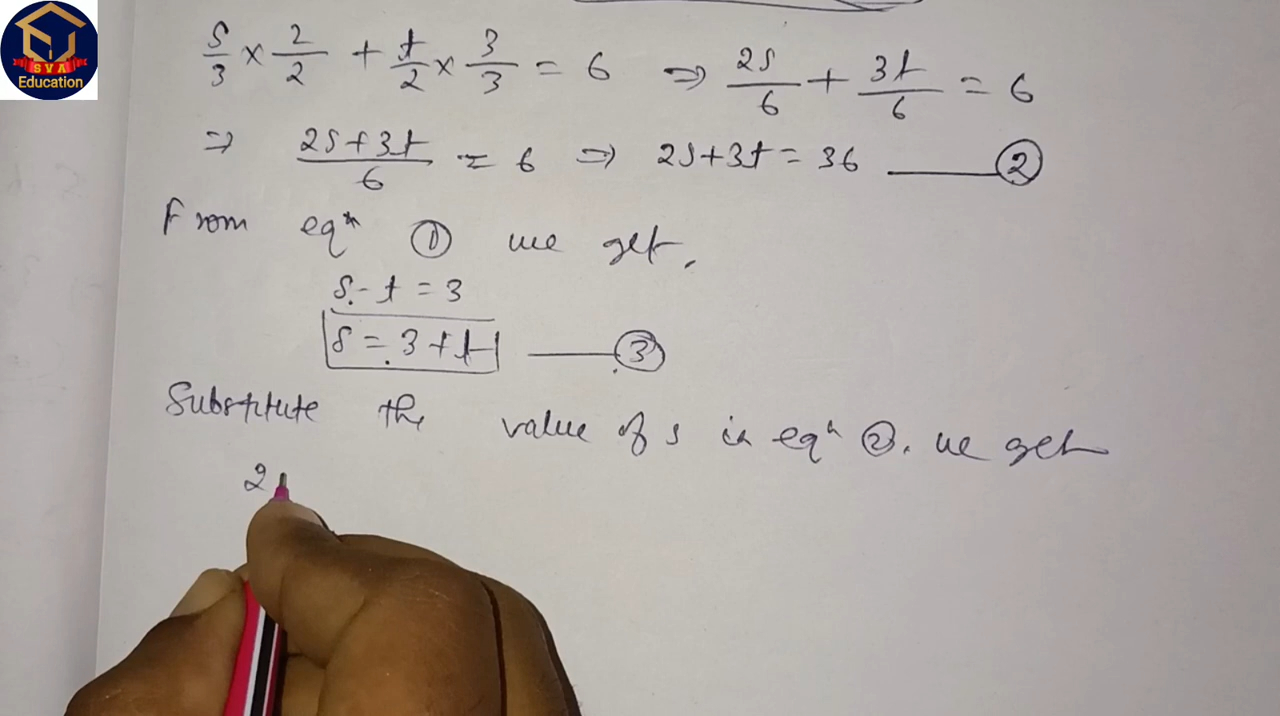 SVA
Education
s/3 × 2/2 + t/2 × 3/3 = 6 ⇒ 2s/6 + 3t/6 = 6
⇒ (2s+3t)/6 = 6 ⇒ 2s+3t = 36 —— ②
From eqⁿ ① we get,
s - t = 3
s = 3 + t —— ③
Substitute the value of s in eqⁿ ②. we get
2